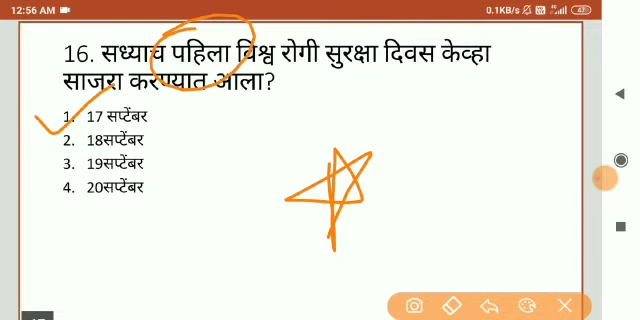 12:56 AM
0.1KB/s 47
16. सध्याच पहिला विश्व रोगी सुरक्षा दिवस केव्हा
साजरा करण्यात आला?
1. 17 सप्टेंबर
2. 18सप्टेंबर
3. 19सप्टेंबर
4. 20सप्टेंबर